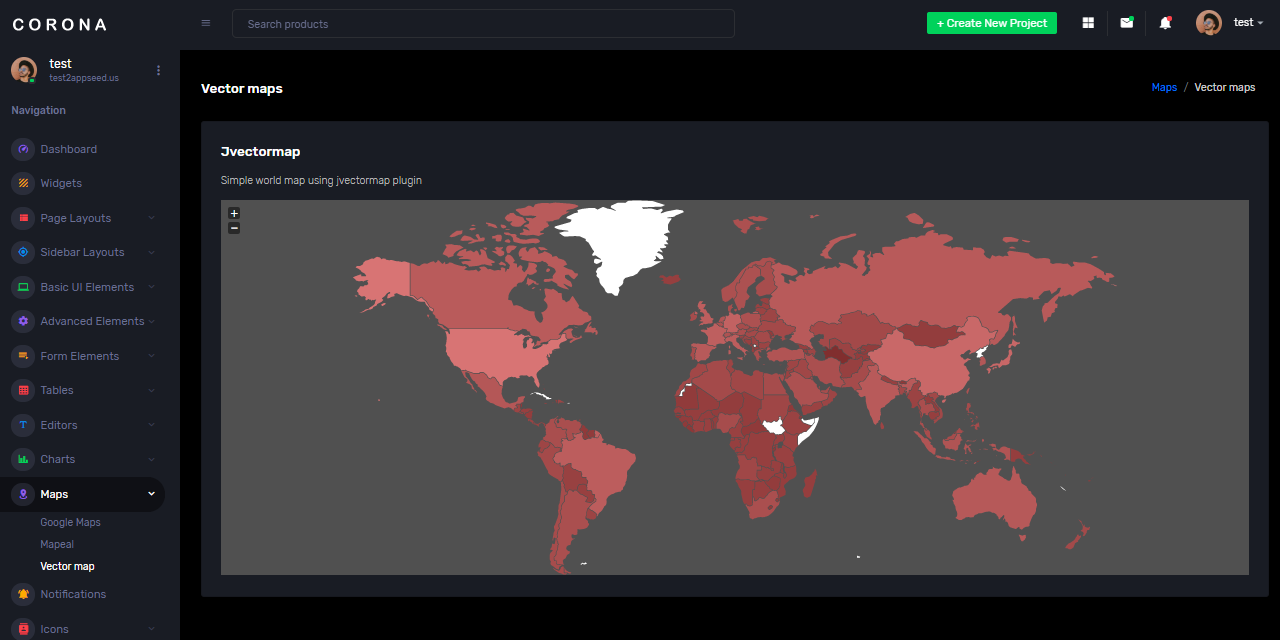 CORONA
Search products
+ Create New Project
test
test
test2appseed.us
Navigation
Dashboard
Widgets
Page Layouts
Sidebar Layouts
Basic UI Elements
Advanced Elements
Form Elements
Tables
Editors
Charts
Maps
Google Maps
Mapeal
Vector map
Notifications
Icons
Vector maps
Maps / Vector maps
Jvectormap
Simple world map using jvectormap plugin
+
−